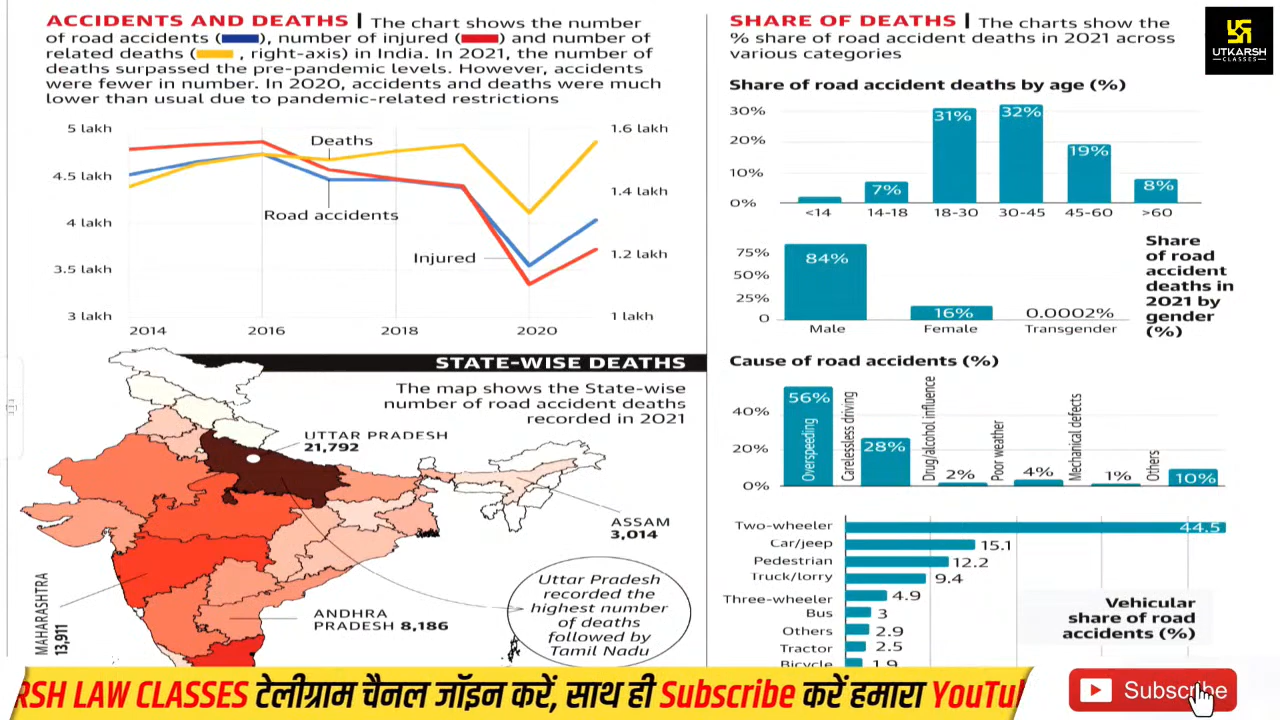 ACCIDENTS AND DEATHS | The chart shows the number
of road accidents ( ), number of injured ( ) and number of
related deaths ( , right-axis) in India. In 2021, the number of
deaths surpassed the pre-pandemic levels. However, accidents
were fewer in number. In 2020, accidents and deaths were much
lower than usual due to pandemic-related restrictions
5 lakh
4.5 lakh
4 lakh
3.5 lakh
3 lakh
1.6 lakh
1.4 lakh
1.2 lakh
1 lakh
Deaths
Road accidents
Injured
2014 2016 2018 2020
STATE-WISE DEATHS
The map shows the State-wise
number of road accident deaths
recorded in 2021
UTTAR PRADESH
21,792
ASSAM
3,014
MAHARASHTRA
13,911
ANDHRA
PRADESH 8,186
Uttar Pradesh
recorded the
highest number
of deaths
followed by
Tamil Nadu
SHARE OF DEATHS | The charts show the
% share of road accident deaths in 2021 across
various categories
UTKARSH
CLASSES
Share of road accident deaths by age (%)
30%
20%
10%
0%
7% 31% 32% 19% 8%
<14 14-18 18-30 30-45 45-60 >60
75%
50%
25%
0
84% 16% 0.0002%
Male Female Transgender
Share
of road
accident
deaths in
2021 by
gender
(%)
Cause of road accidents (%)
40%
20%
0%
56%
Overspeeding
Carelessless driving
28%
Drug/alcohol influence
2%
Poor weather
4%
Mechanical defects
1%
Others
10%
Two-wheeler 44.5
Car/jeep 15.1
Pedestrian 12.2
Truck/lorry 9.4
Three-wheeler 4.9
Bus 3
Others 2.9
Tractor 2.5
Bicycle 1.9
Vehicular
share of road
accidents (%)
RSH LAW CLASSES टेलीग्राम चैनल जॉइन करें, साथ ही Subscribe करें हमारा YouTu
Subscribe